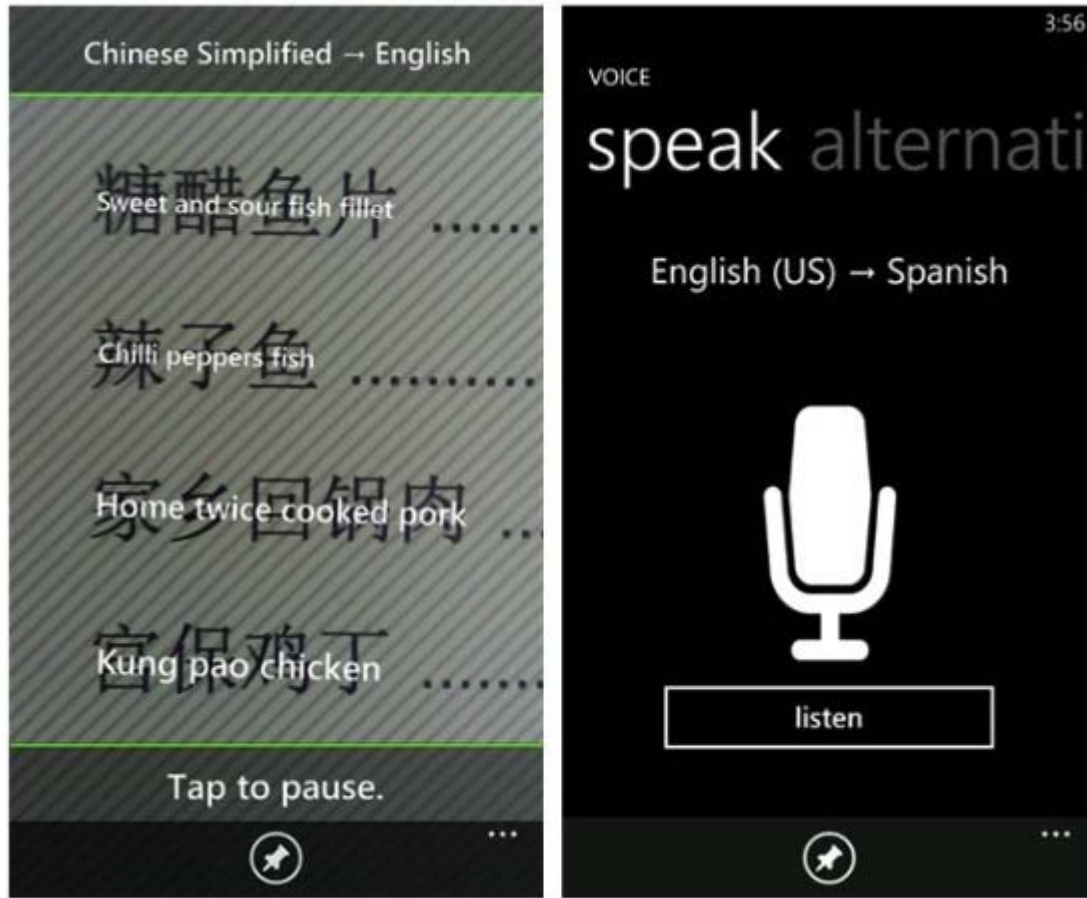 Chinese Simplified → English
糖醋鱼片 ......
Sweet and sour fish fillet
辣子鱼 ..........
Chilli peppers fish
家乡回锅肉 ...
Home twice cooked pork
宫保鸡丁 .......
Kung pao chicken
Tap to pause.
...
3:56
VOICE
speak alternati
English (US) → Spanish
listen
...